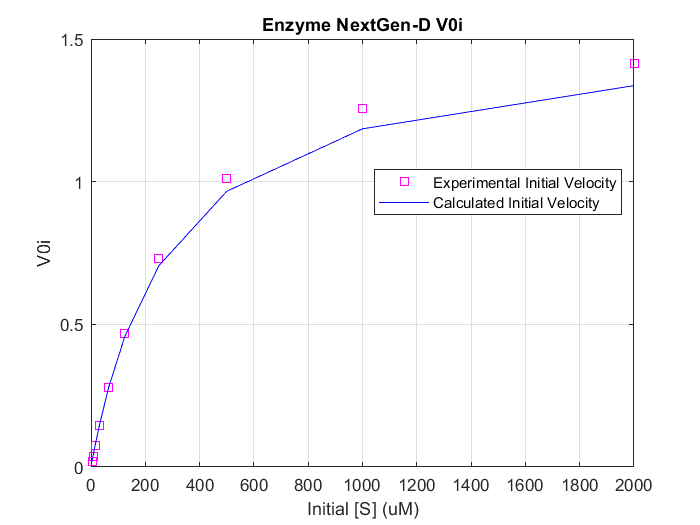 Enzyme NextGen-D V0i
1.5
1
0.5
0
V0i
Experimental Initial Velocity
Calculated Initial Velocity
0 200 400 600 800 1000 1200 1400 1600 1800 2000
Initial [S] (uM)